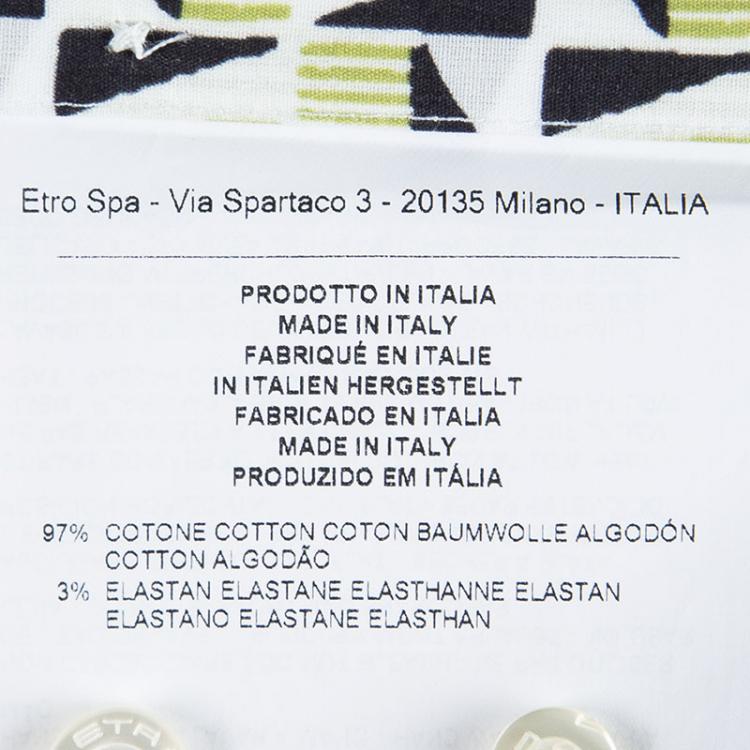 Etro Spa - Via Spartaco 3 - 20135 Milano - ITALIA
PRODOTTO IN ITALIA
MADE IN ITALY
FABRIQUÉ EN ITALIE
IN ITALIEN HERGESTELLT
FABRICADO EN ITALIA
MADE IN ITALY
PRODUZIDO EM ITÁLIA
97% COTONE COTTON COTON BAUMWOLLE ALGODÓN
COTTON ALGODÃO
3% ELASTAN ELASTANE ELASTHANNE ELASTAN
ELASTANO ELASTANE ELASTHAN